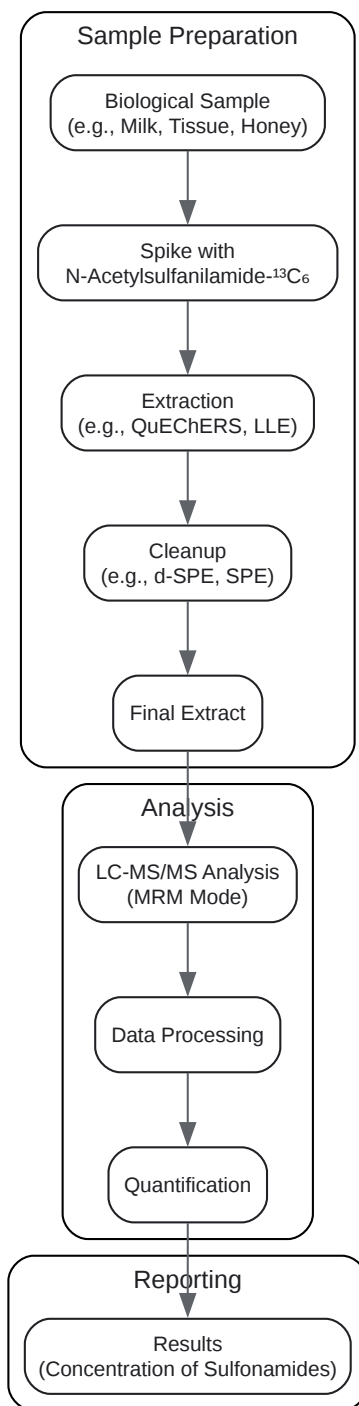 Sample Preparation
Biological Sample
(e.g., Milk, Tissue, Honey)
Spike with
N-Acetylsulfanilamide-¹³C₆
Extraction
(e.g., QuEChERS, LLE)
Cleanup
(e.g., d-SPE, SPE)
Final Extract
Analysis
LC-MS/MS Analysis
(MRM Mode)
Data Processing
Quantification
Reporting
Results
(Concentration of Sulfonamides)